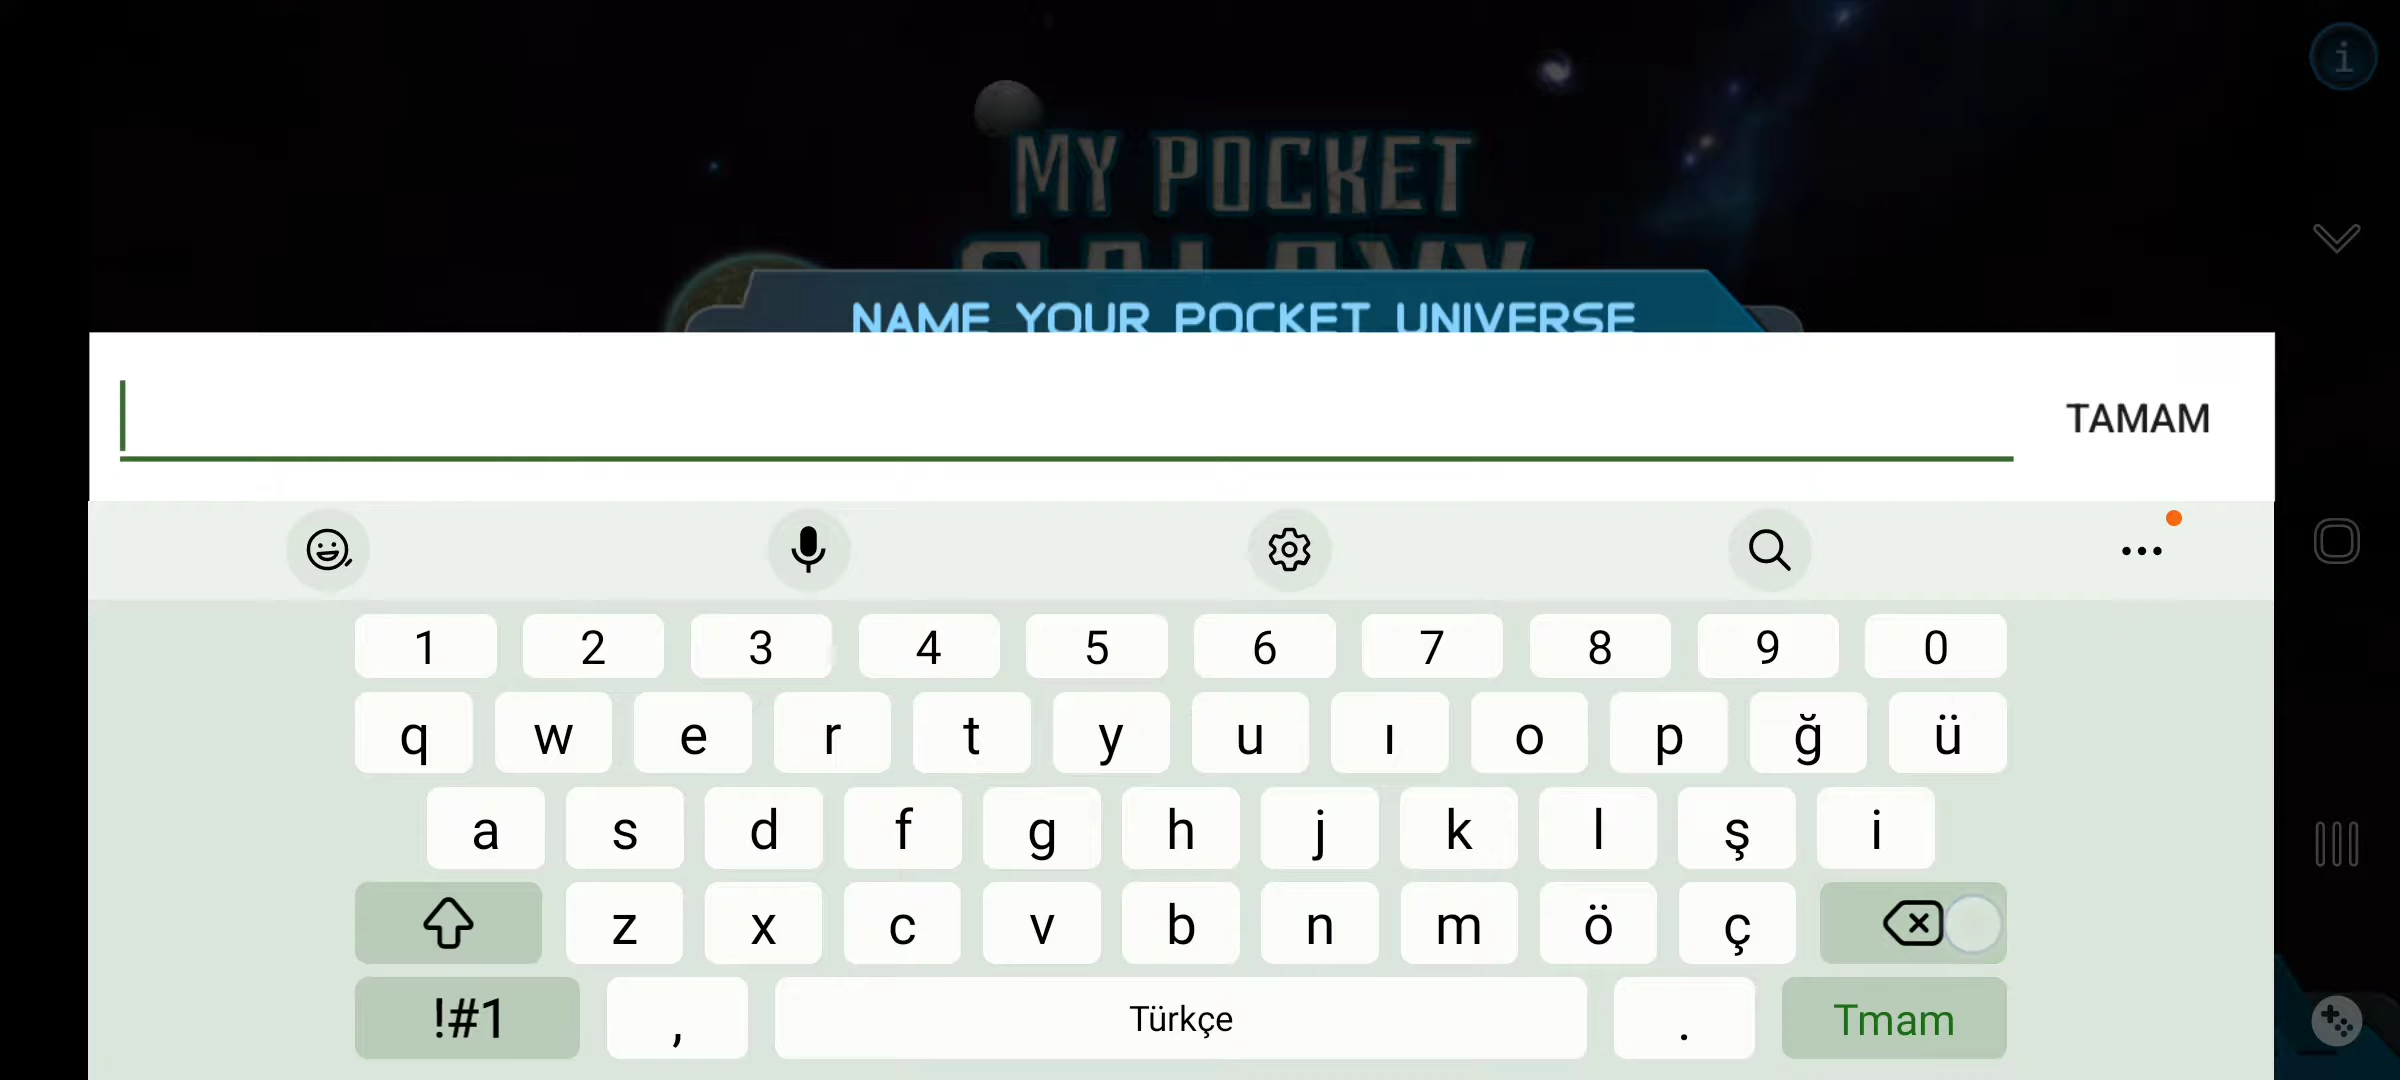 i
MY POCKET
GALAXY
NAME YOUR POCKET UNIVERSE
TAMAM
1 2 3 4 5 6 7 8 9 0
q w e r t y u ı o p ğ ü
a s d f g h j k l ş i
z x c v b n m ö ç
!#1 , Türkçe . Tmam